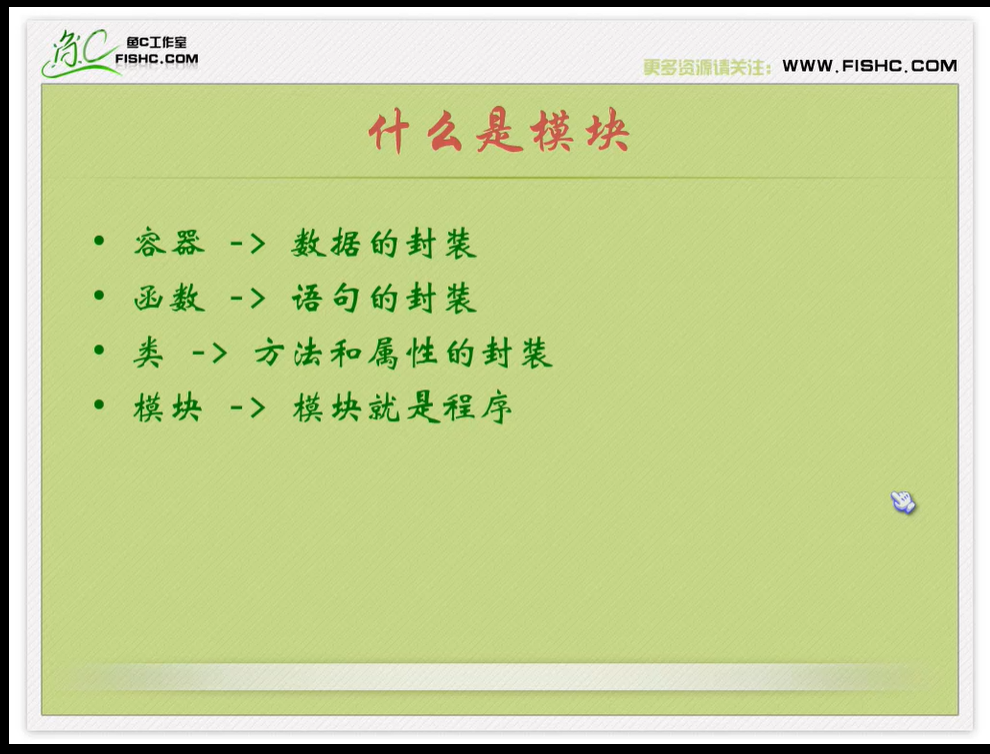 鱼C
鱼C工作室
FISHC.COM
更多资源请关注: WWW.FISHC.COM
什么是模块
• 容器 -> 数据的封装
• 函数 -> 语句的封装
• 类 -> 方法和属性的封装
• 模块 -> 模块就是程序